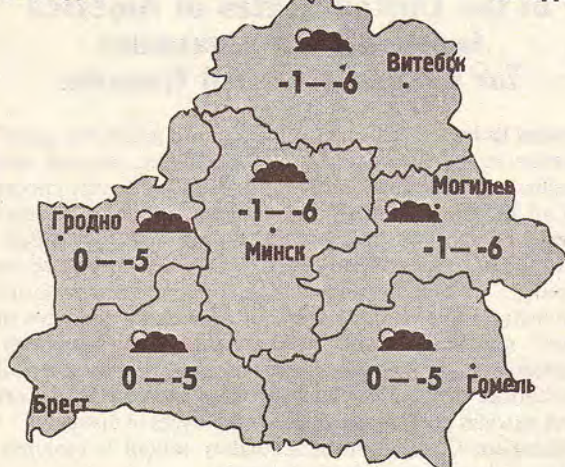 Витебск
-1— -6
Могилев
-1— -6
Гродно
0 — -5
-1— -6
Минск
0 — -5
Брест
0 — -5
Гомель